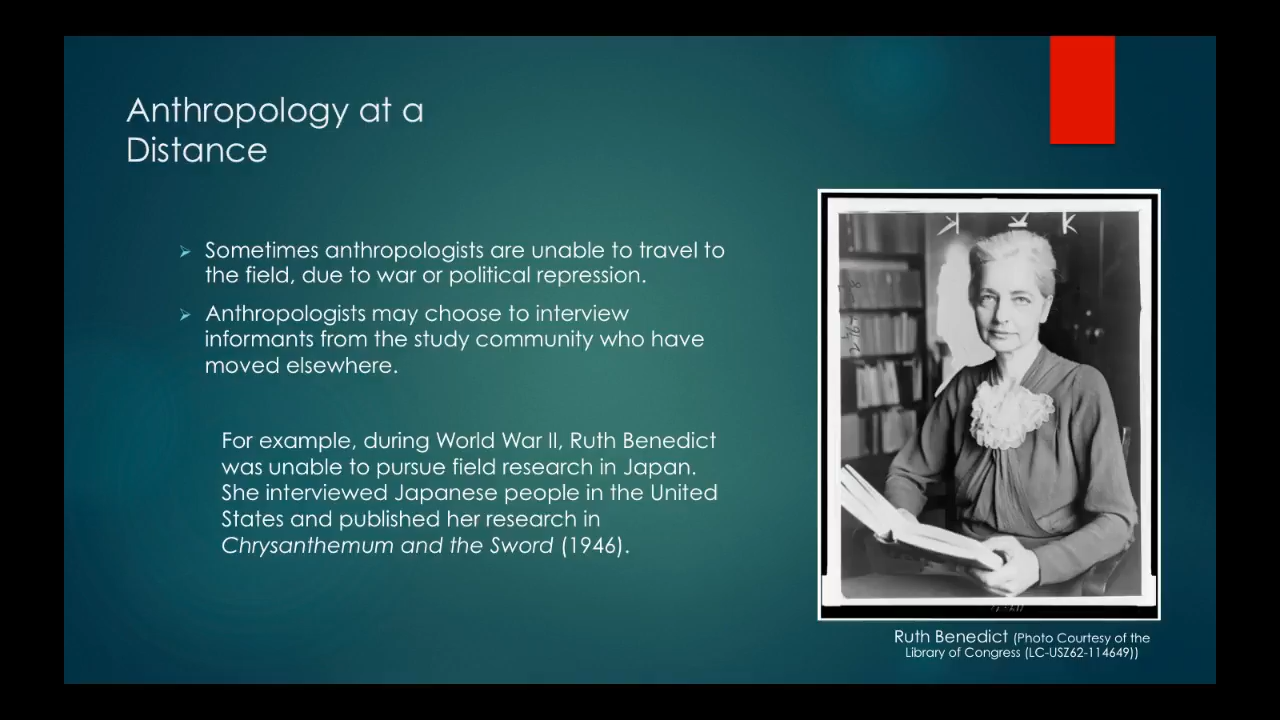 Anthropology at a
Distance
Sometimes anthropologists are unable to travel to
the field, due to war or political repression.
Anthropologists may choose to interview
informants from the study community who have
moved elsewhere.
For example, during World War II, Ruth Benedict
was unable to pursue field research in Japan.
She interviewed Japanese people in the United
States and published her research in
Chrysanthemum and the Sword (1946).
Ruth Benedict (Photo Courtesy of the
Library of Congress (LC-USZ62-114649))